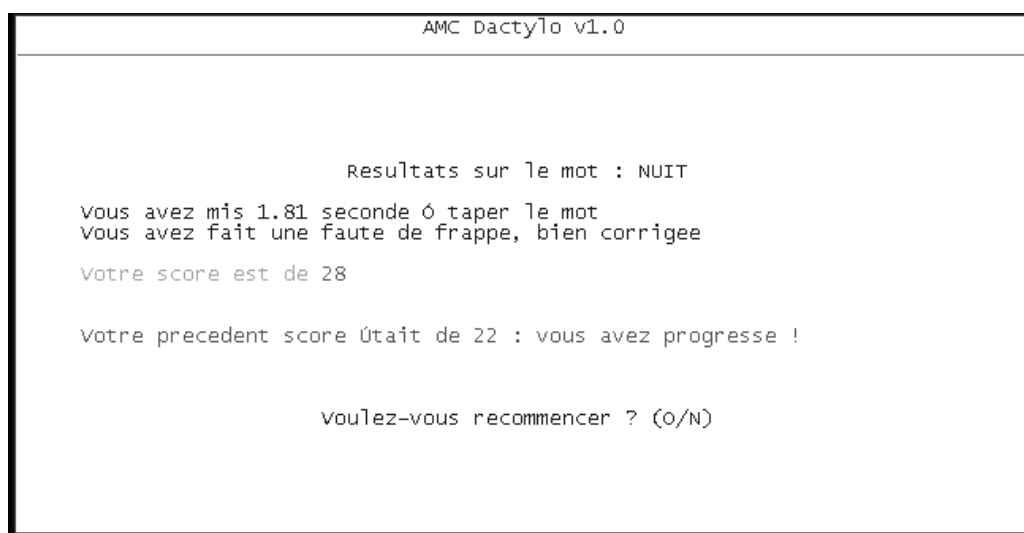 AMC Dactylo v1.0
Resultats sur le mot : NUIT
Vous avez mis 1.81 seconde Ó taper le mot
Vous avez fait une faute de frappe, bien corrigee
Votre score est de 28
Votre precedent score Útait de 22 : vous avez progresse !
Voulez-vous recommencer ? (O/N)